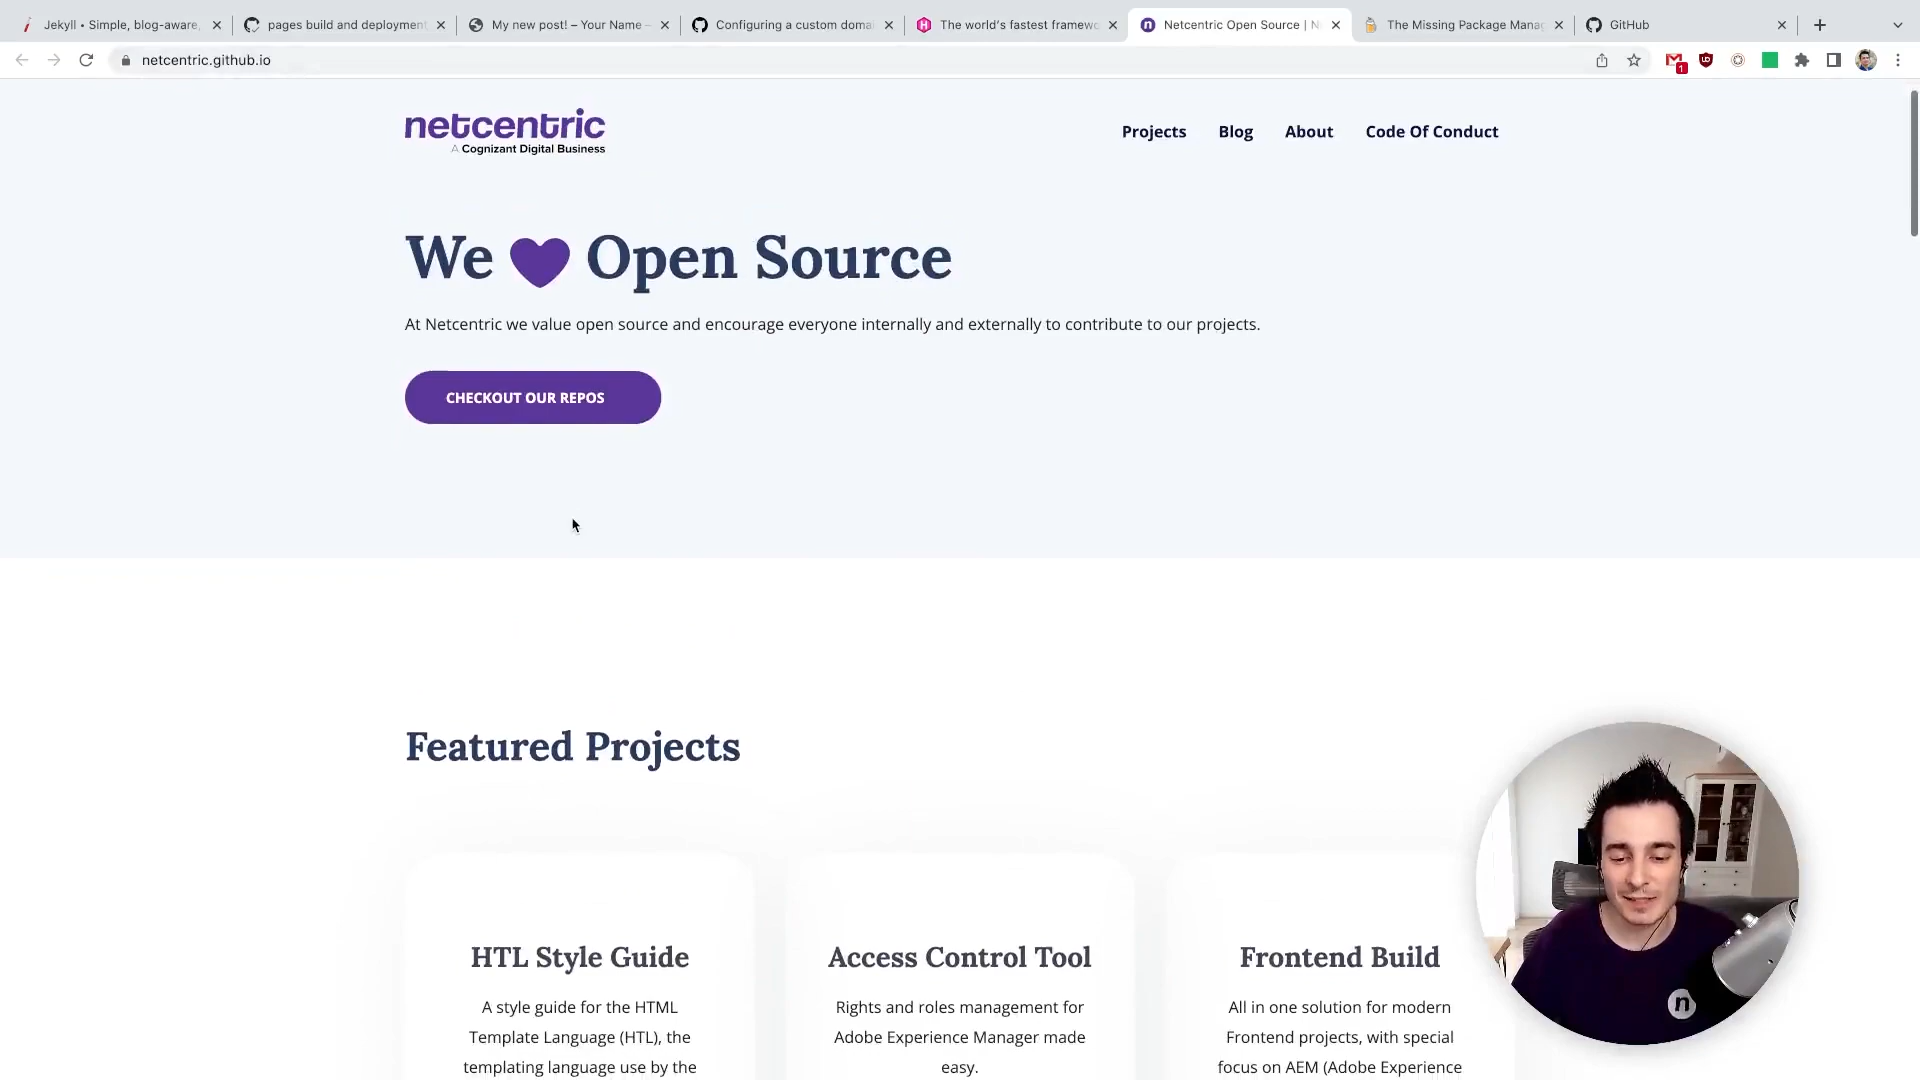 Jekyll • Simple, blog-aware,
pages build and deployment
My new post! – Your Name –
Configuring a custom domai
The world's fastest framewo
Netcentric Open Source | N
The Missing Package Manag
GitHub
netcentric.github.io
1
netcentric
A Cognizant Digital Business
Projects
Blog
About
Code Of Conduct
We Open Source
At Netcentric we value open source and encourage everyone internally and externally to contribute to our projects.
CHECKOUT OUR REPOS
Featured Projects
HTL Style Guide
A style guide for the HTML
Template Language (HTL), the
templating language use by the
Access Control Tool
Rights and roles management for
Adobe Experience Manager made
easy.
Frontend Build
All in one solution for modern
Frontend projects, with special
focus on AEM (Adobe Experience
n